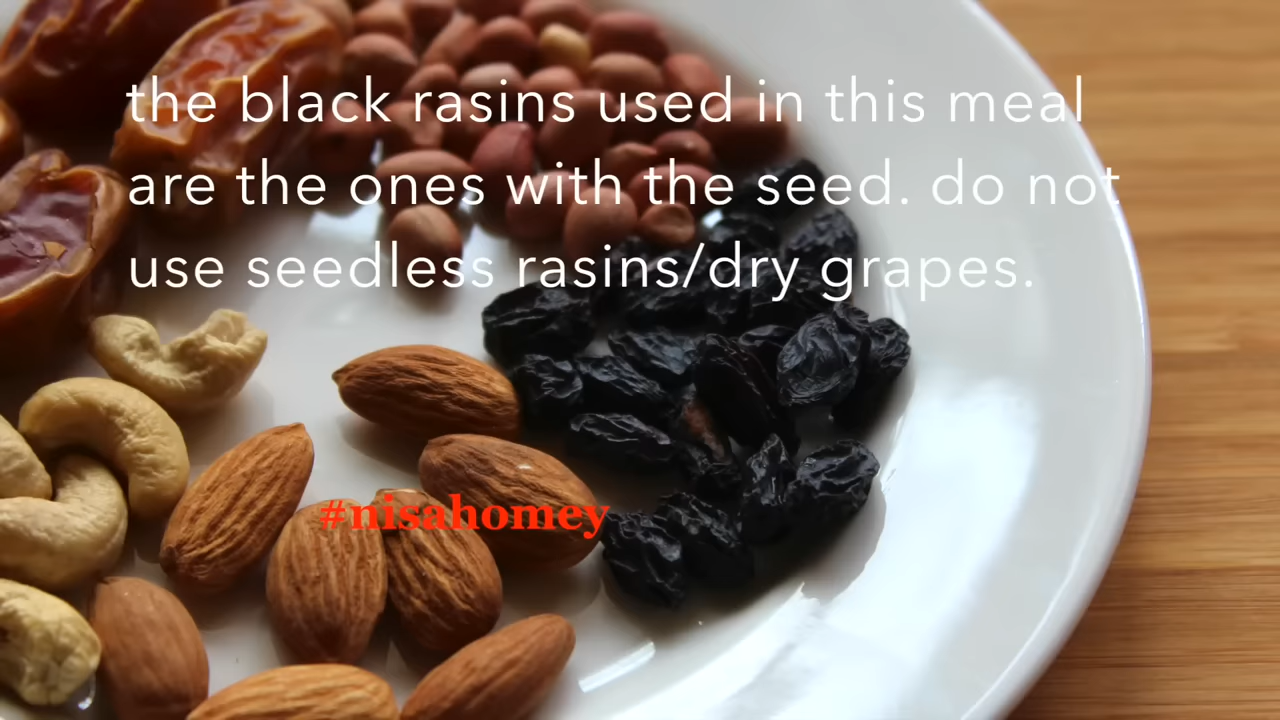 the black rasins used in this meal
are the ones with the seed. do not
use seedless rasins/dry grapes.
#nisahomey